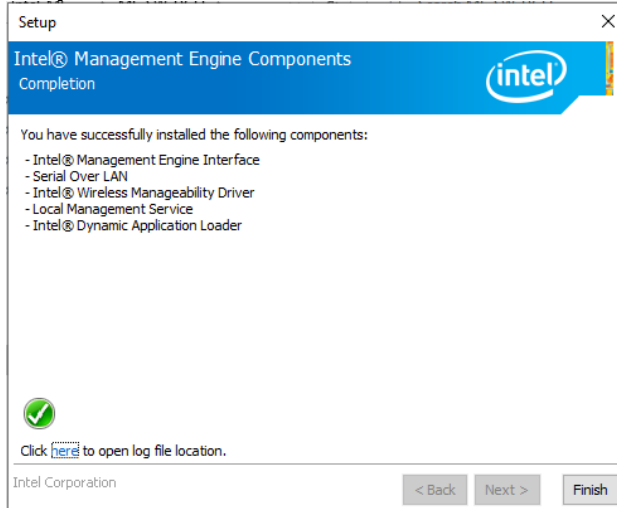 Setup
Intel® Management Engine Components
Completion
intel
You have successfully installed the following components:
- Intel® Management Engine Interface
- Serial Over LAN
- Intel® Wireless Manageability Driver
- Local Management Service
- Intel® Dynamic Application Loader
Click here to open log file location.
Intel Corporation
< Back Next > Finish